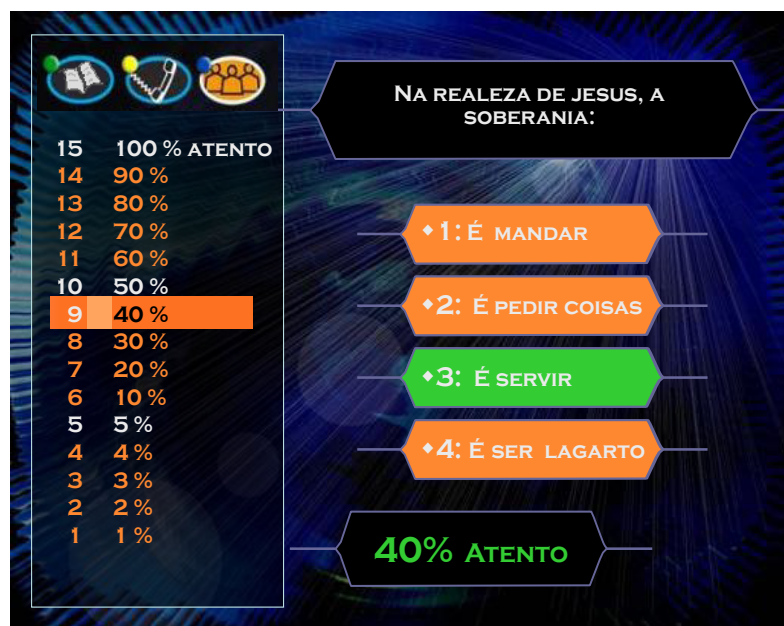 15 100 % ATENTO
14 90 %
13 80 %
12 70 %
11 60 %
10 50 %
9 40 %
8 30 %
7 20 %
6 10 %
5 5 %
4 4 %
3 3 %
2 2 %
1 1 %
NA REALEZA DE JESUS, A
SOBERANIA:
1: É MANDAR
2: É PEDIR COISAS
3: É SERVIR
4: É SER LAGARTO
40% ATENTO